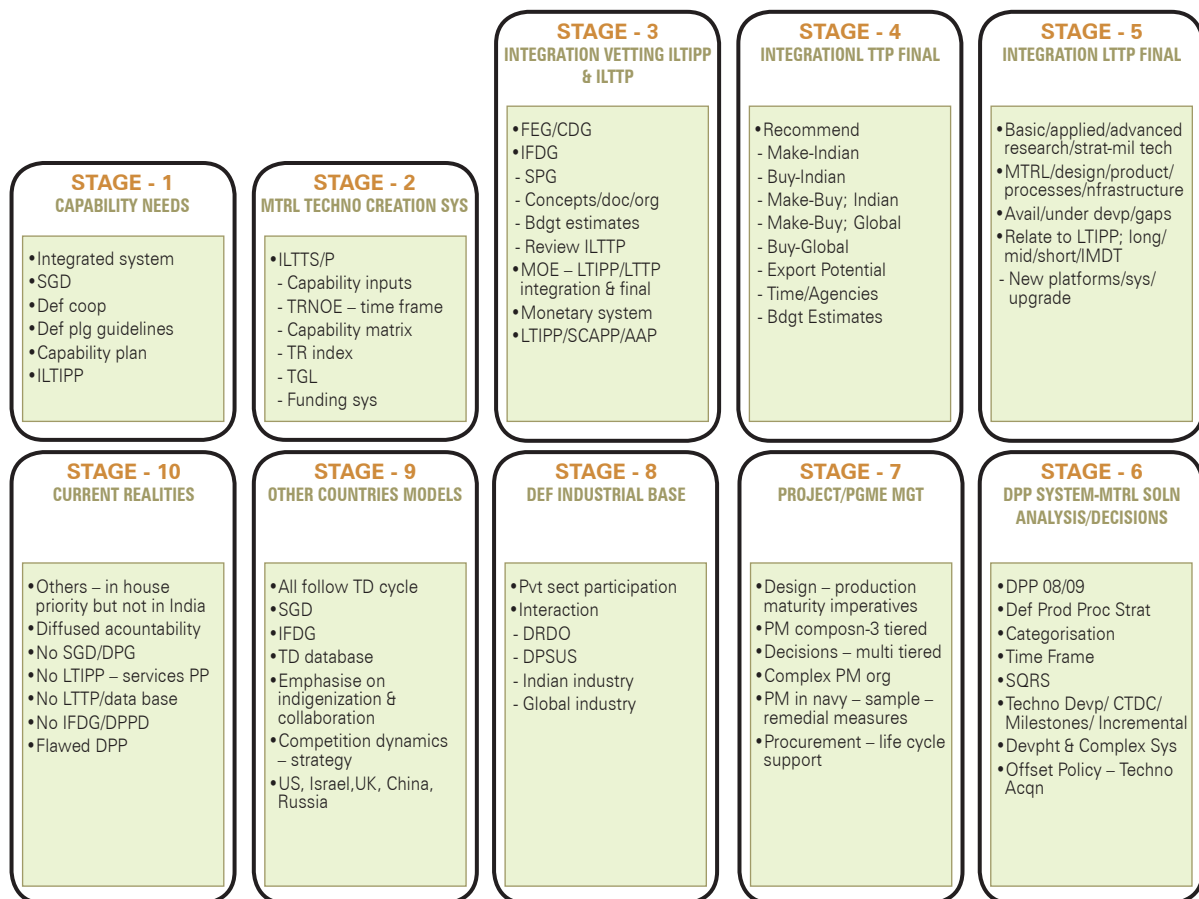 STAGE - 1
CAPABILITY NEEDS
•Integrated system
•SGD
•Def coop
•Def plg guidelines
•Capability plan
•ILTIPP
STAGE - 2
MTRL TECHNO CREATION SYS
•ILTTS/P
- Capability inputs
- TRNOE – time frame
- Capability matrix
- TR index
- TGL
- Funding sys
STAGE - 3
INTEGRATION VETTING ILTIPP
& ILTTP
•FEG/CDG
•IFDG
- SPG
- Concepts/doc/org
- Bdgt estimates
- Review ILTTP
•MOE – LTIPP/LTTP
integration & final
•Monetary system
•LTIPP/SCAPP/AAP
STAGE - 4
INTEGRATIONL TTP FINAL
•Recommend
- Make-Indian
- Buy-Indian
- Make-Buy; Indian
- Make-Buy; Global
- Buy-Global
- Export Potential
- Time/Agencies
- Bdgt Estimates
STAGE - 5
INTEGRATION LTTP FINAL
•Basic/applied/advanced
research/strat-mil tech
•MTRL/design/product/
processes/nfrastructure
•Avail/under devp/gaps
•Relate to LTIPP; long/
mid/short/IMDT
- New platforms/sys/
upgrade
STAGE - 10
CURRENT REALITIES
•Others – in house
priority but not in India
•Diffused acountability
•No SGD/DPG
•No LTIPP – services PP
•No LTTP/data base
•No IFDG/DPPD
•Flawed DPP
STAGE - 9
OTHER COUNTRIES MODELS
•All follow TD cycle
•SGD
•IFDG
•TD database
•Emphasise on
indigenization &
collaboration
•Competition dynamics
– strategy
•US, Israel,UK, China,
Russia
STAGE - 8
DEF INDUSTRIAL BASE
•Pvt sect participation
•Interaction
- DRDO
- DPSUS
- Indian industry
- Global industry
STAGE - 7
PROJECT/PGME MGT
•Design – production
maturity imperatives
•PM composn-3 tiered
•Decisions – multi tiered
•Complex PM org
•PM in navy – sample –
remedial measures
•Procurement – life cycle
support
STAGE - 6
DPP SYSTEM-MTRL SOLN
ANALYSIS/DECISIONS
•DPP 08/09
•Def Prod Proc Strat
•Categorisation
•Time Frame
•SQRS
•Techno Devp/ CTDC/
Milestones/ Incremental
•Devpht & Complex Sys
•Offset Policy – Techno
Acqn